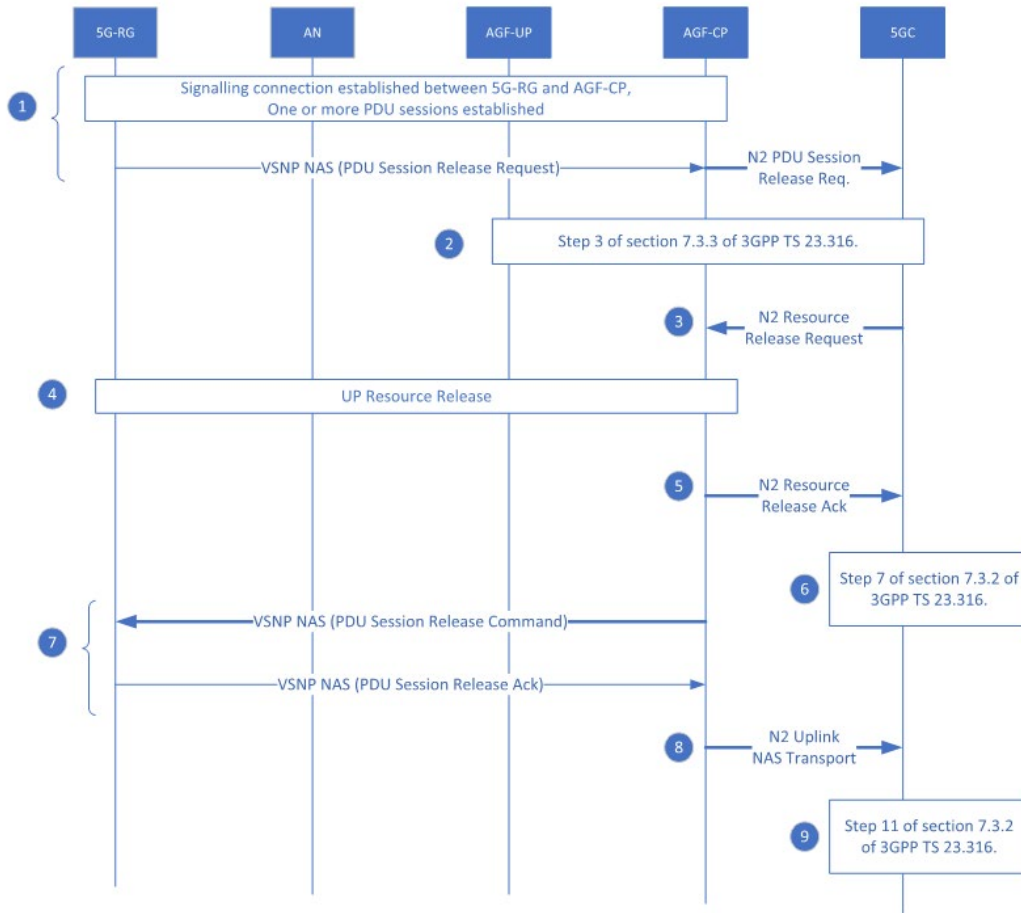 5G-RG
AN
AGF-UP
AGF-CP
5GC
1
Signalling connection established between 5G-RG and AGF-CP,
One or more PDU sessions established
VSNP NAS (PDU Session Release Request)
N2 PDU Session
Release Req.
2
Step 3 of section 7.3.3 of 3GPP TS 23.316.
3
N2 Resource
Release Request
4
UP Resource Release
5
N2 Resource
Release Ack
6
Step 7 of section 7.3.2 of
3GPP TS 23.316.
7
VSNP NAS (PDU Session Release Command)
VSNP NAS (PDU Session Release Ack)
8
N2 Uplink
NAS Transport
9
Step 11 of section 7.3.2
of 3GPP TS 23.316.